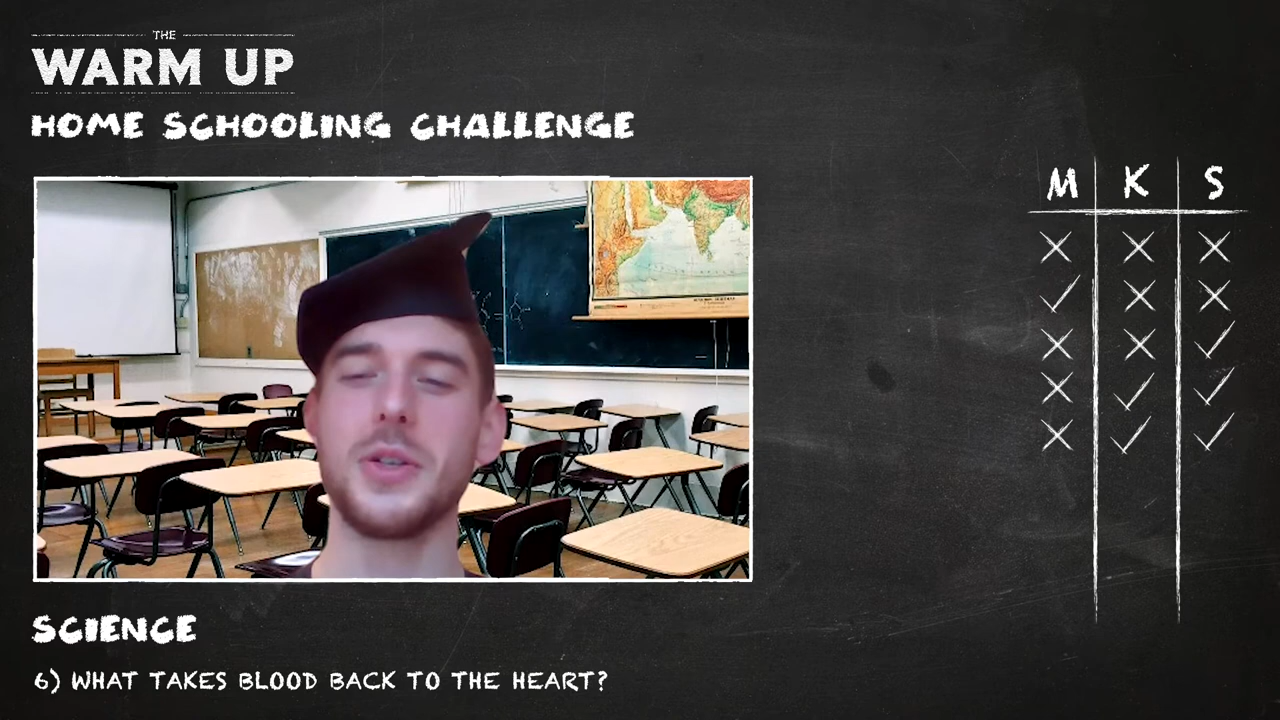 THE
WARM UP
HOME SCHOOLING CHALLENGE
M K S
SCIENCE
6) WHAT TAKES BLOOD BACK TO THE HEART?